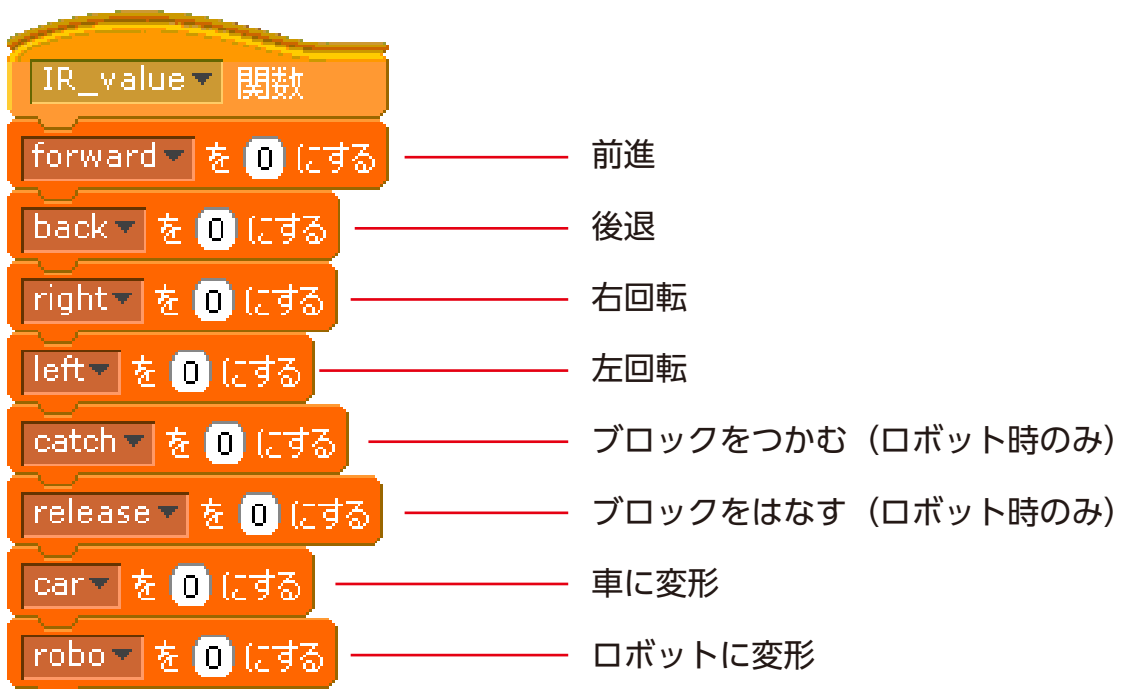 IR_value 関数
forward を 0 にする 前進
back を 0 にする 後退
right を 0 にする 右回転
left を 0 にする 左回転
catch を 0 にする ブロックをつかむ（ロボット時のみ）
release を 0 にする ブロックをはなす（ロボット時のみ）
car を 0 にする 車に変形
robo を 0 にする ロボットに変形